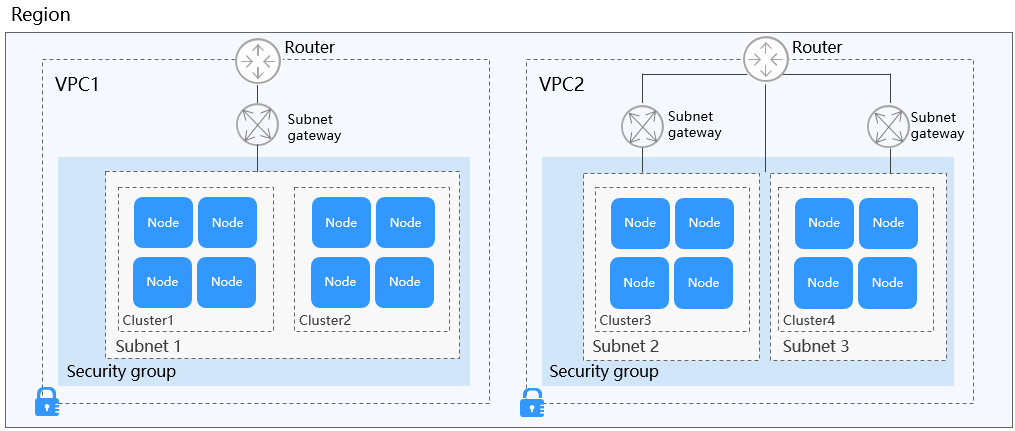 Region
Router
VPC1
Subnet
gateway
Node Node
Node Node
Cluster1
Node Node
Node Node
Cluster2
Subnet 1
Security group
Router
VPC2
Subnet
gateway
Subnet
gateway
Node Node
Node Node
Cluster3
Subnet 2
Node Node
Node Node
Cluster4
Subnet 3
Security group